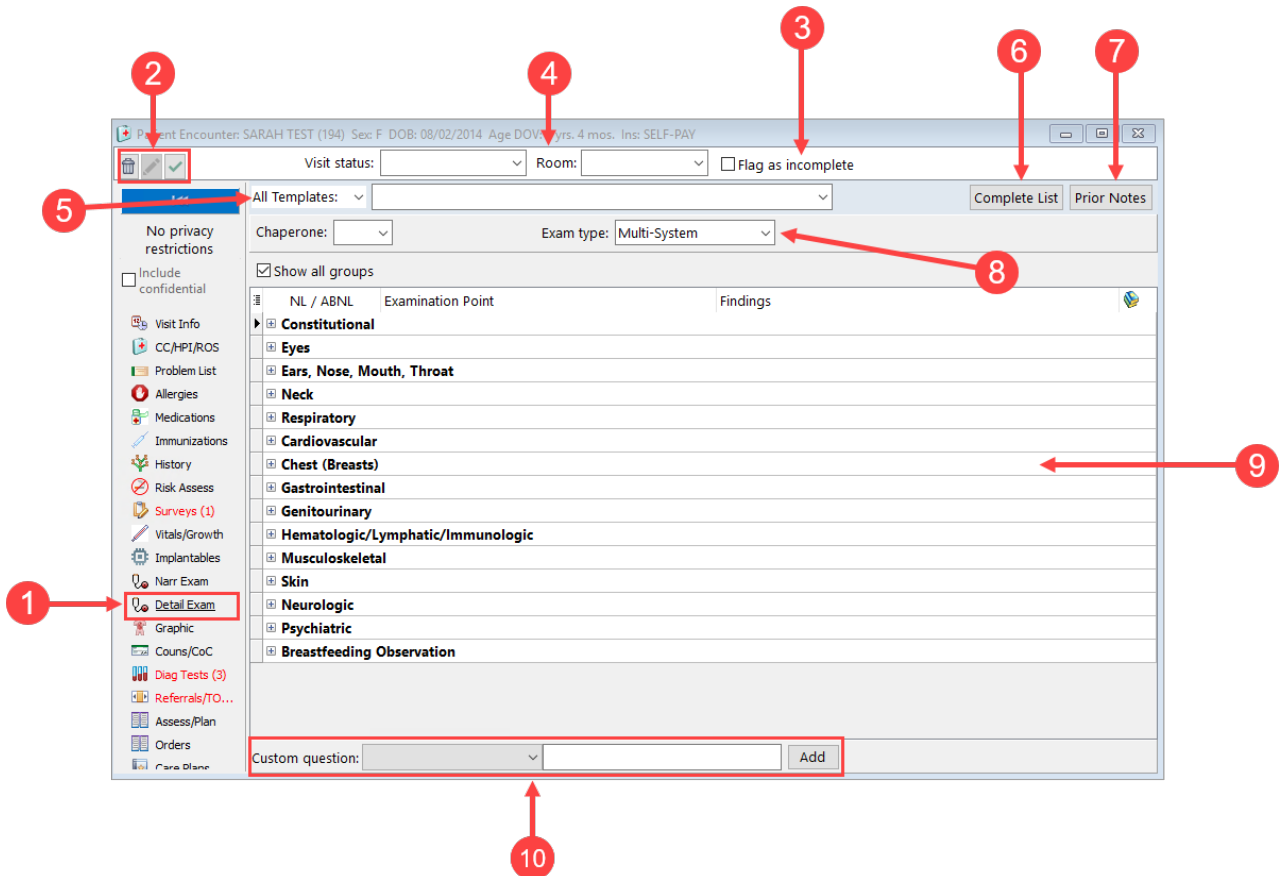 3
2
4
6
7
Patient Encounter: SARAH TEST (194) Sex: F DOB: 08/02/2014 Age DOV: yrs. 4 mos. Ins: SELF-PAY
Visit status: Room: Flag as incomplete
5
All Templates: Complete List Prior Notes
No privacy
restrictions
Chaperone: Exam type: Multi-System
8
Include
confidential
Show all groups
NL / ABNL Examination Point Findings
Constitutional
Eyes
Ears, Nose, Mouth, Throat
Neck
Respiratory
Cardiovascular
Chest (Breasts)
9
Gastrointestinal
Genitourinary
Hematologic/Lymphatic/Immunologic
Musculoskeletal
Skin
Neurologic
Psychiatric
Breastfeeding Observation
Visit Info
CC/HPI/ROS
Problem List
Allergies
Medications
Immunizations
History
Risk Assess
Surveys (1)
Vitals/Growth
Implantables
Narr Exam
1
Detail Exam
Graphic
Couns/CoC
Diag Tests (3)
Referrals/TO...
Assess/Plan
Orders
Care Plans
Custom question: Add
10